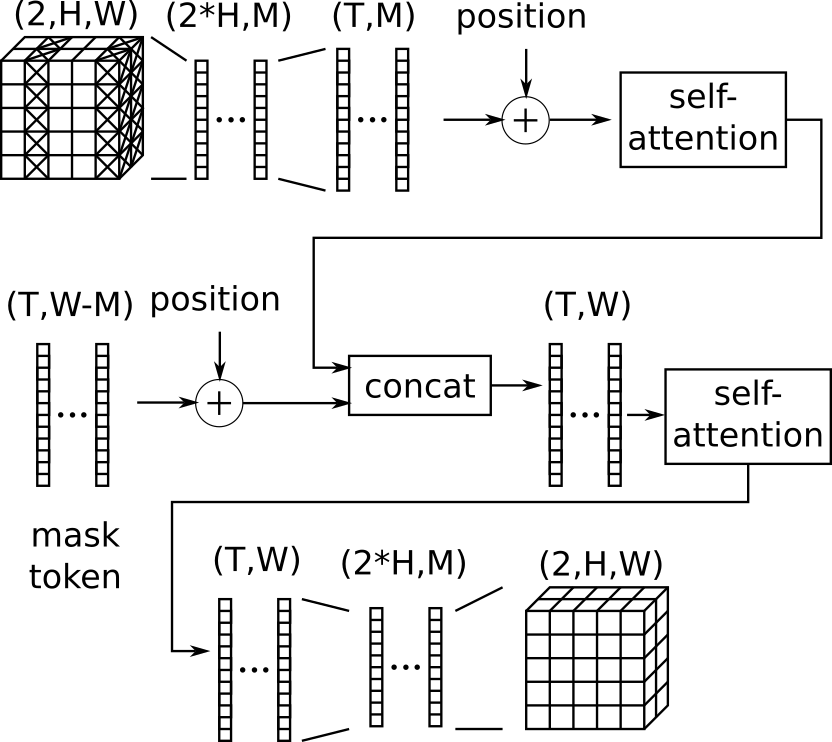 (2,H,W)
(2*H,M)
(T,M)
position
+
self-
attention
(T,W-M)
position
+
concat
(T,W)
self-
attention
mask
token
(T,W)
(2*H,M)
(2,H,W)